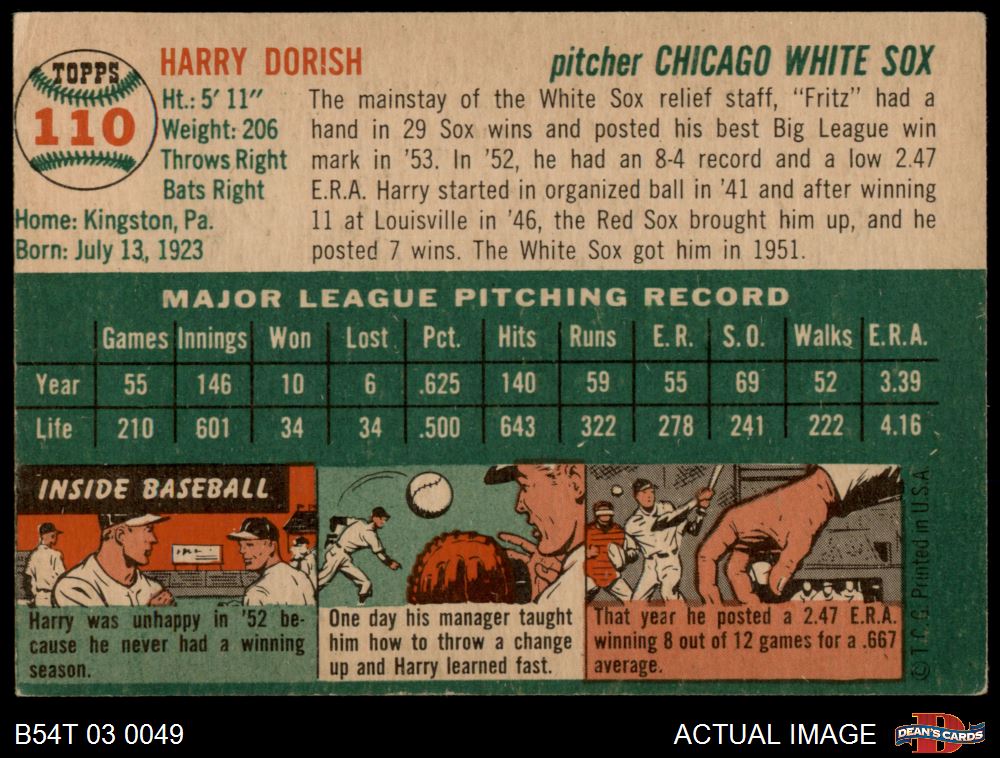 TOPPS
110
HARRY DORISH
pitcher CHICAGO WHITE SOX
Ht.: 5' 11"
Weight: 206
Throws Right
Bats Right
Home: Kingston, Pa.
Born: July 13, 1923
The mainstay of the White Sox relief staff, "Fritz" had a
hand in 29 Sox wins and posted his best Big League win
mark in '53. In '52, he had an 8-4 record and a low 2.47
E.R.A. Harry started in organized ball in '41 and after winning
11 at Louisville in '46, the Red Sox brought him up, and he
posted 7 wins. The White Sox got him in 1951.
MAJOR LEAGUE PITCHING RECORD
Games Innings Won Lost Pct. Hits Runs E.R. S.O. Walks E.R.A.
Year 55 146 10 6 .625 140 59 55 69 52 3.39
Life 210 601 34 34 .500 643 322 278 241 222 4.16
INSIDE BASEBALL
Harry was unhappy in '52 be-
cause he never had a winning
season.
One day his manager taught
him how to throw a change
up and Harry learned fast.
That year he posted a 2.47 E.R.A.
winning 8 out of 12 games for a .667
average.
© T.C.G. Printed in U.S.A.
B54T 03 0049
ACTUAL IMAGE
DEAN'S CARDS